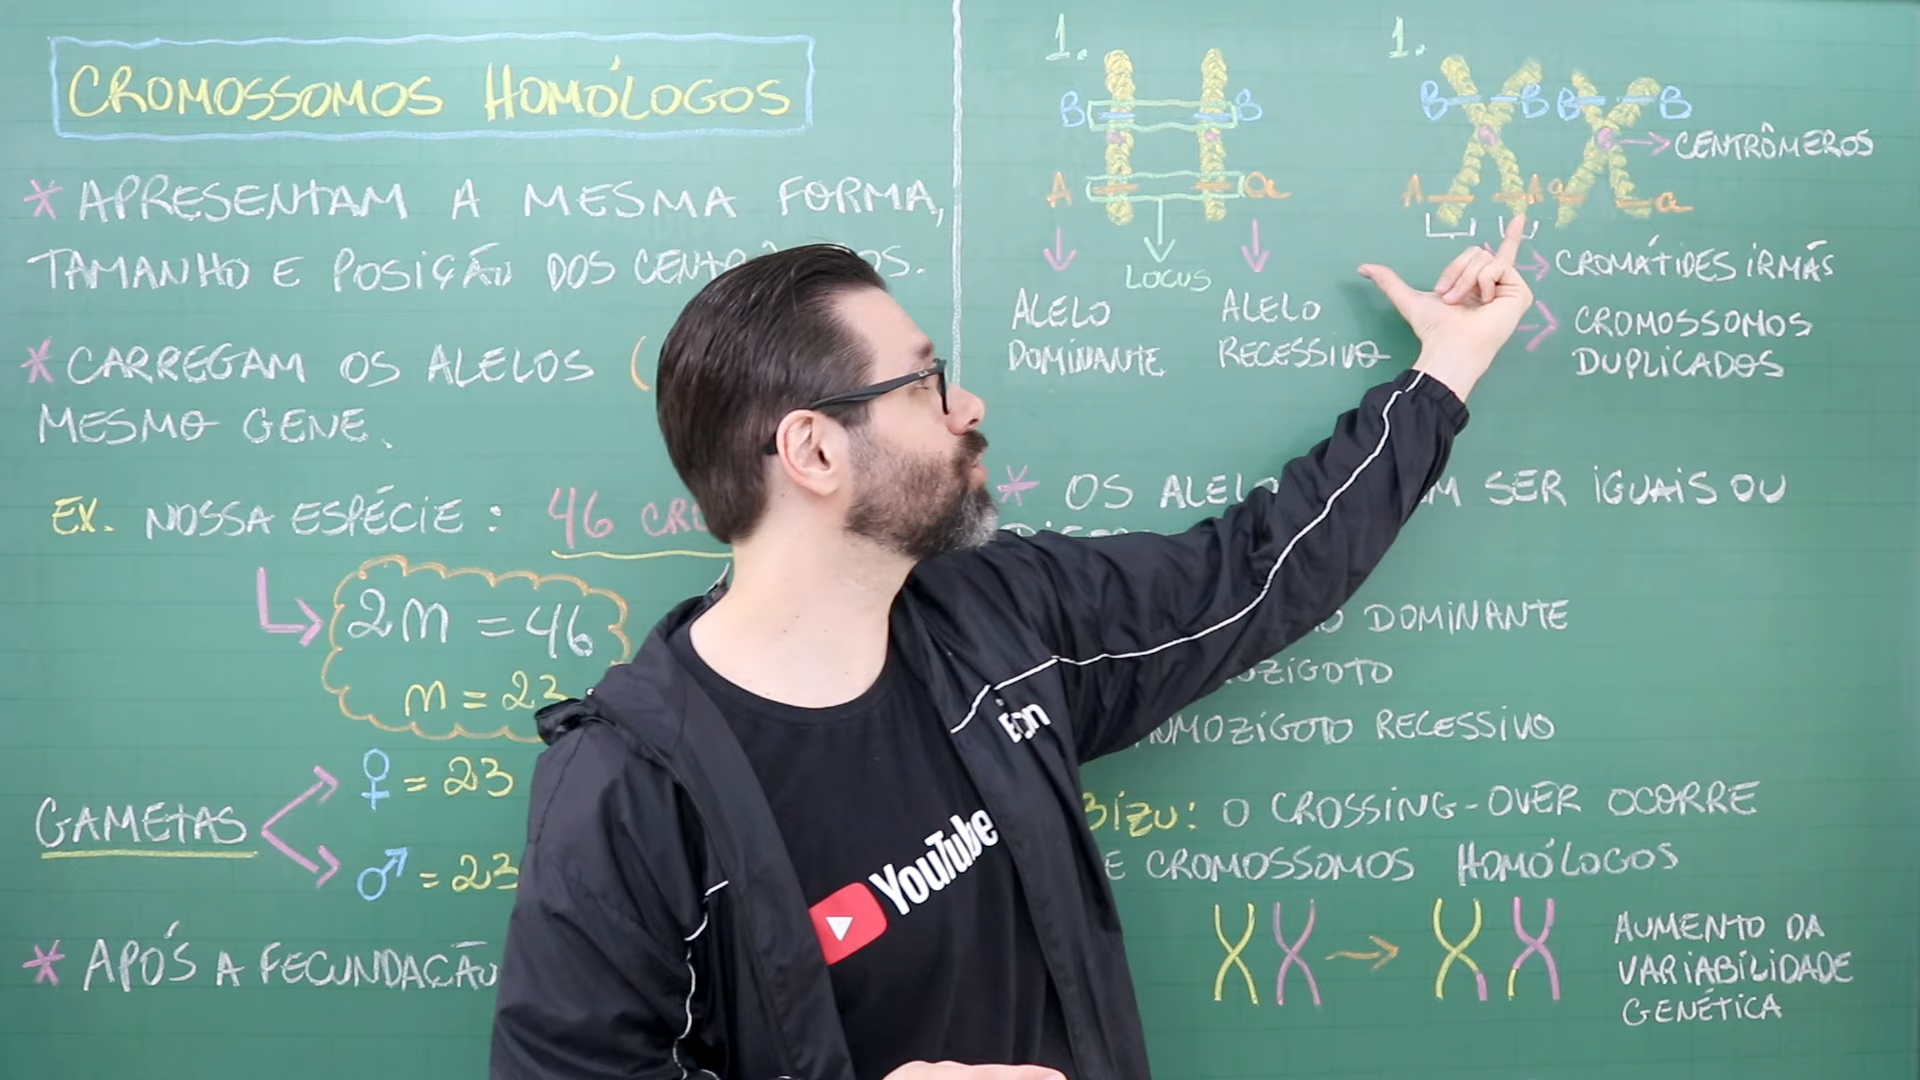 CROMOSSOMOS HOMÓLOGOS
* APRESENTAM A MESMA FORMA,
TAMANHO E POSIÇÃO DOS
* CARREGAM OS ALELOS (
MESMO GENE.
EX. NOSSA ESPÉCIE: 46
2m = 46
m = 23
GAMETAS
♀ = 23
♂ = 23
* APÓS A FECUNDAÇÃO
1.
B B
A a
LOCUS
ALELO
DOMINANTE
ALELO
RECESSIVO
1.
B B B B
CENTRÔMEROS
A A a a
CROMÁTIDES IRMÃS
CROMOSSOMOS
DUPLICADOS
* OS SER IGUAIS OU
DOMINANTE
RECESSIVO
O CROSSING-OVER OCORRE
E CROMOSSOMOS HOMÓLOGOS
AUMENTO DA
VARIABILIDADE
GENÉTICA
YouTube